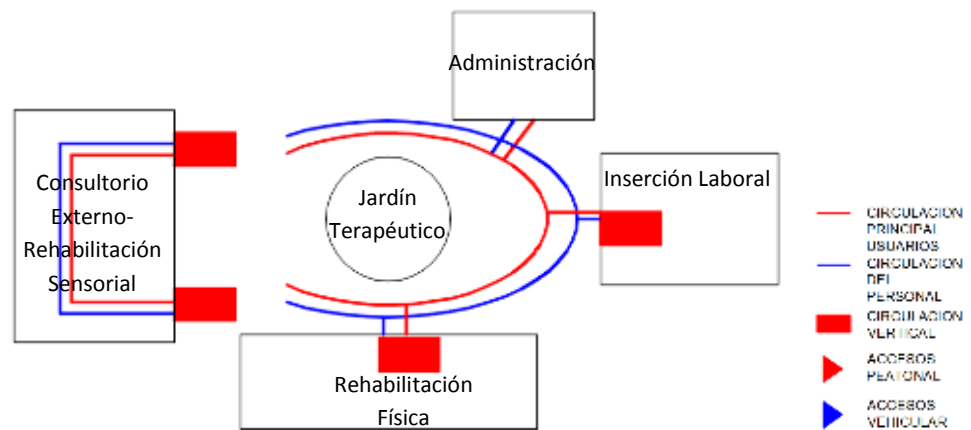 Administración
Consultorio
Externo-
Rehabilitación
Sensorial
Jardín
Terapéutico
Inserción Laboral
Rehabilitación
Física
CIRCULACION
PRINCIPAL
USUARIOS
CIRCULACION
DEL
PERSONAL
CIRCULACION
VERTICAL
ACCESOS
PEATONAL
ACCESOS
VEHICULAR